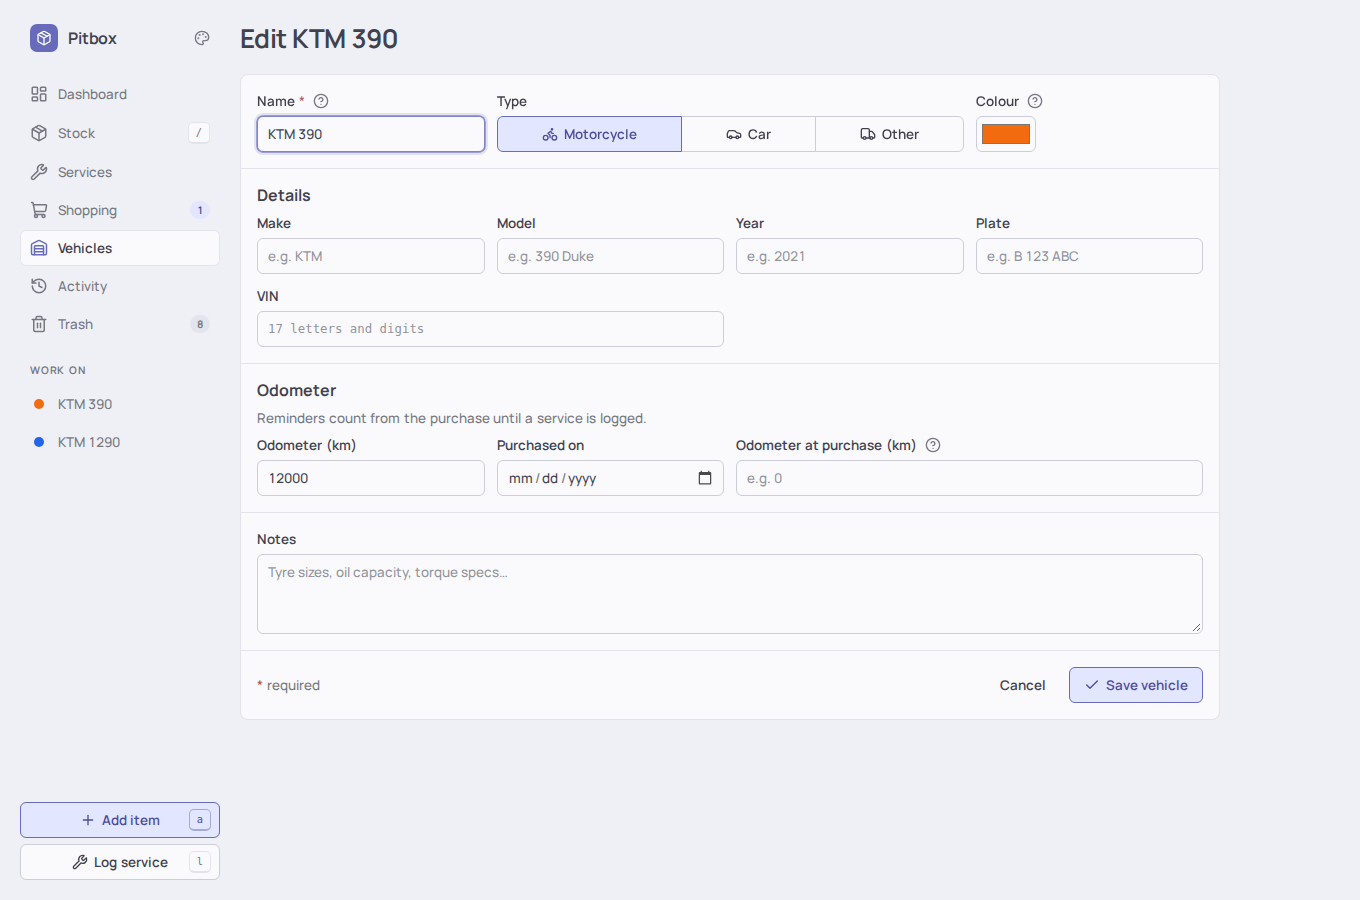 Pitbox
Edit KTM 390
Dashboard
Stock /
Services
Shopping 1
Vehicles
Activity
Trash 8
WORK ON
KTM 390
KTM 1290
Add item a
Log service l
Name * ?
Type
Colour ?
KTM 390
Motorcycle
Car
Other
Details
Make
Model
Year
Plate
e.g. KTM
e.g. 390 Duke
e.g. 2021
e.g. B 123 ABC
VIN
17 letters and digits
Odometer
Reminders count from the purchase until a service is logged.
Odometer (km)
Purchased on
Odometer at purchase (km) ?
12000
mm/dd/yyyy
e.g. 0
Notes
Tyre sizes, oil capacity, torque specs…
* required
Cancel
Save vehicle